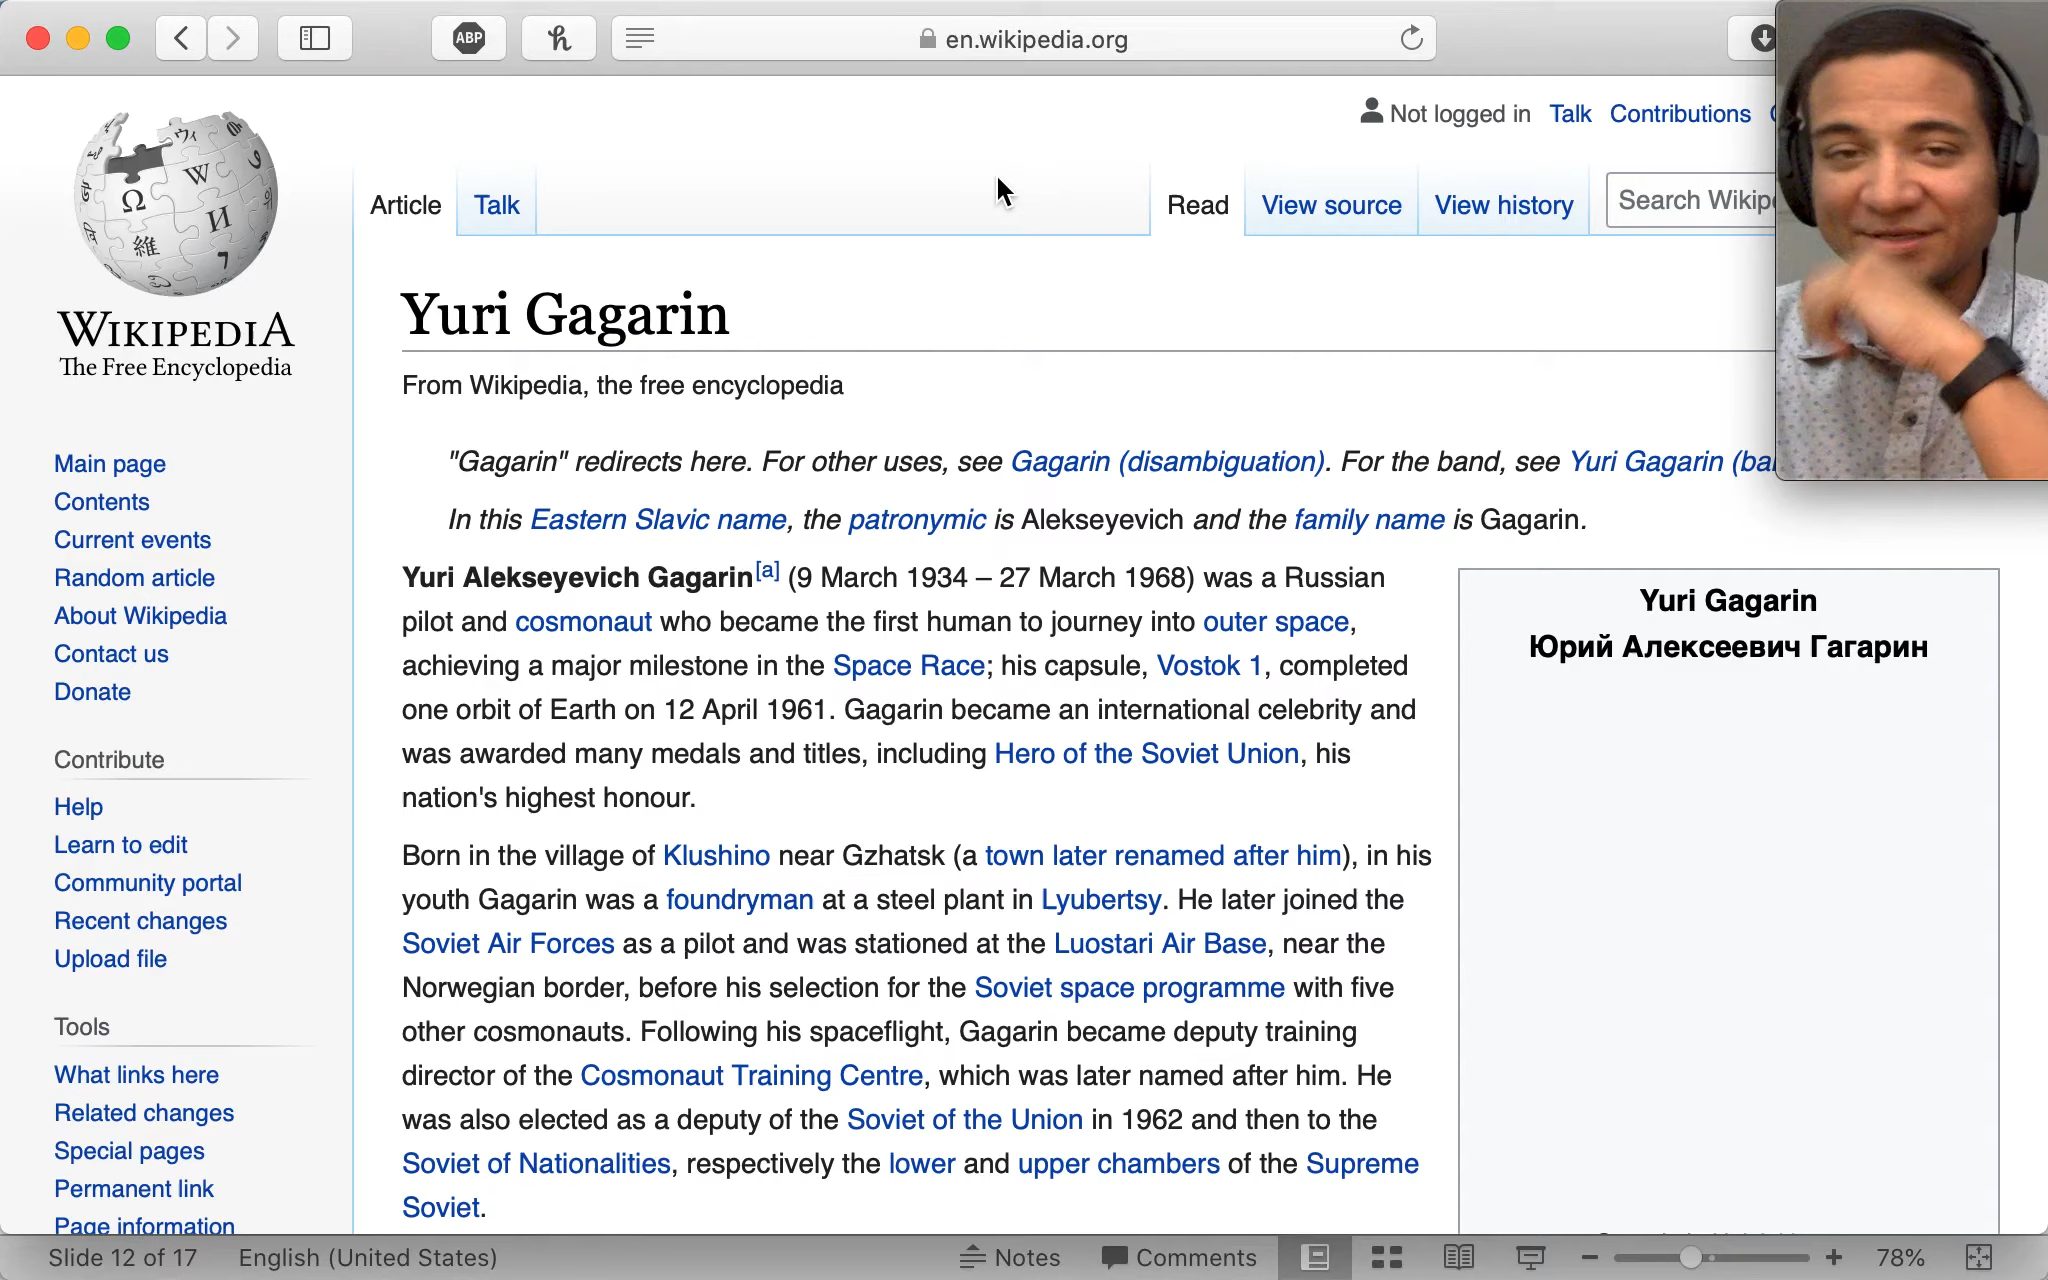 ABP
en.wikipedia.org
Not logged in Talk Contributions
Article Talk Read View source View history Search
WIKIPEDIA
The Free Encyclopedia
Yuri Gagarin
From Wikipedia, the free encyclopedia
"Gagarin" redirects here. For other uses, see Gagarin (disambiguation). For the band, see Yuri Gagarin
In this Eastern Slavic name, the patronymic is Alekseyevich and the family name is Gagarin.
Main page
Contents
Current events
Random article
About Wikipedia
Contact us
Donate
Contribute
Help
Learn to edit
Community portal
Recent changes
Upload file
Tools
What links here
Related changes
Special pages
Permanent link
Page information
Yuri Alekseyevich Gagarin[a] (9 March 1934 – 27 March 1968) was a Russian
pilot and cosmonaut who became the first human to journey into outer space,
achieving a major milestone in the Space Race; his capsule, Vostok 1, completed
one orbit of Earth on 12 April 1961. Gagarin became an international celebrity and
was awarded many medals and titles, including Hero of the Soviet Union, his
nation's highest honour.
Born in the village of Klushino near Gzhatsk (a town later renamed after him), in his
youth Gagarin was a foundryman at a steel plant in Lyubertsy. He later joined the
Soviet Air Forces as a pilot and was stationed at the Luostari Air Base, near the
Norwegian border, before his selection for the Soviet space programme with five
other cosmonauts. Following his spaceflight, Gagarin became deputy training
director of the Cosmonaut Training Centre, which was later named after him. He
was also elected as a deputy of the Soviet of the Union in 1962 and then to the
Soviet of Nationalities, respectively the lower and upper chambers of the Supreme
Soviet.
Yuri Gagarin
Юрий Алексеевич Гагарин
Slide 12 of 17 English (United States) Notes Comments 78%